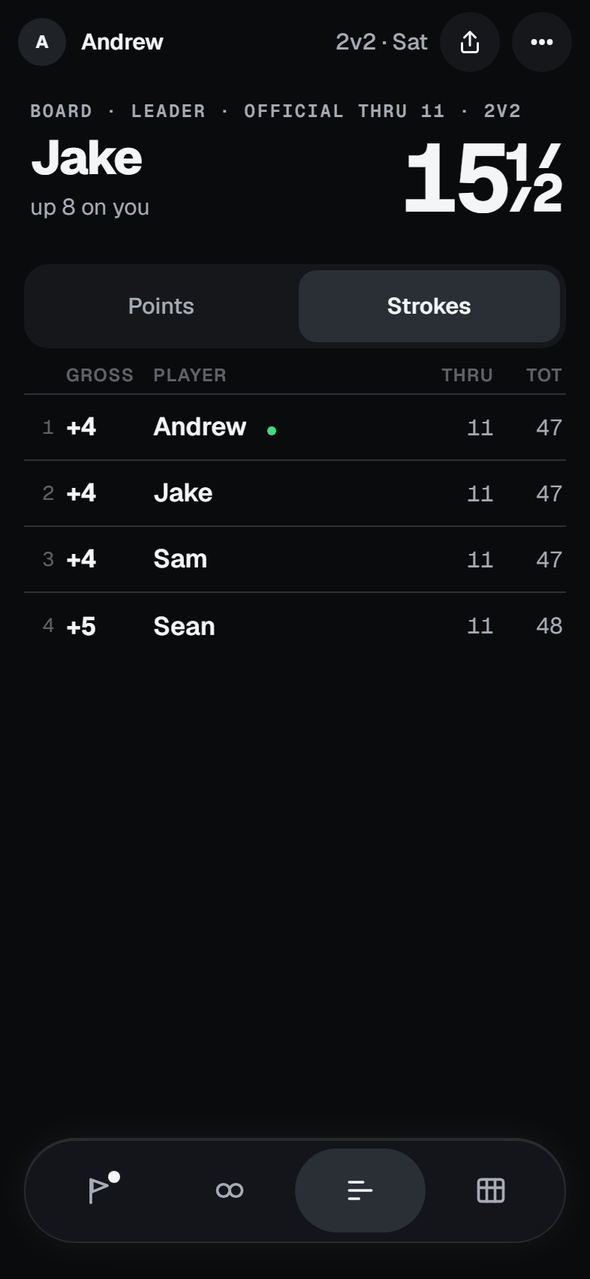 A Andrew 2v2 · Sat
BOARD · LEADER · OFFICIAL THRU 11 · 2V2
Jake 15½
up 8 on you
Points Strokes
GROSS PLAYER THRU TOT
1 +4 Andrew 11 47
2 +4 Jake 11 47
3 +4 Sam 11 47
4 +5 Sean 11 48